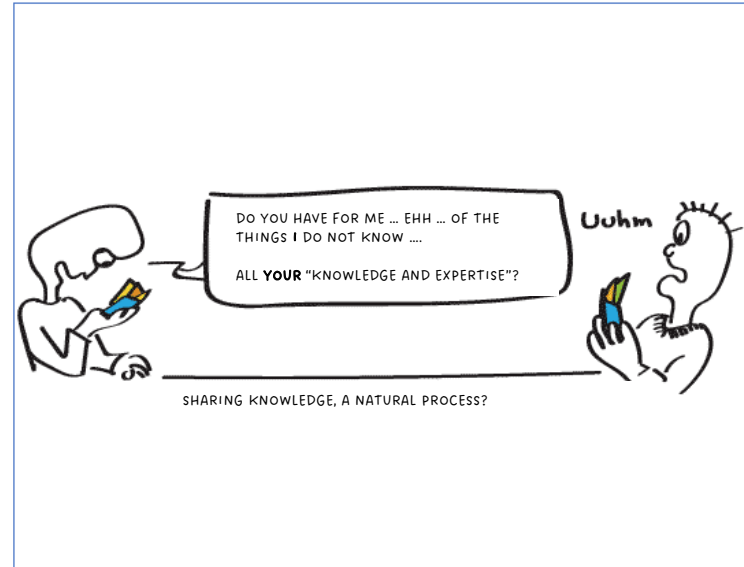 DO YOU HAVE FOR ME ... EHH ... OF THE
THINGS I DO NOT KNOW ....
ALL YOUR "KNOWLEDGE AND EXPERTISE"?
Uuhm
SHARING KNOWLEDGE, A NATURAL PROCESS?